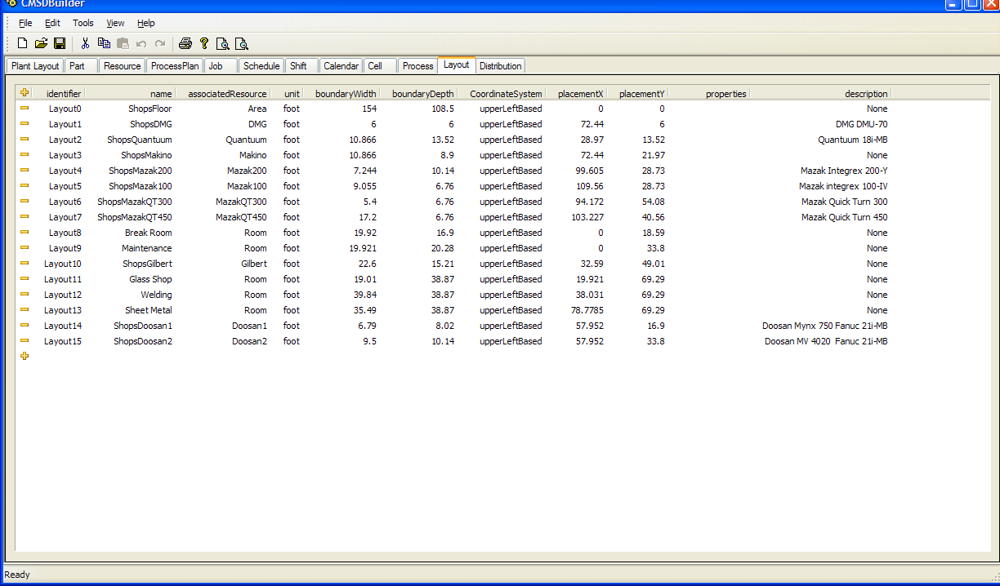 CMSDBuilder
File Edit Tools View Help
Plant Layout Part Resource ProcessPlan Job Schedule Shift Calendar Cell Process Layout Distribution
identifier name associatedResource unit boundaryWidth boundaryDepth CoordinateSystem placementX placementY properties description
Layout0 ShopsFloor Area foot 154 108.5 upperLeftBased 0 0 None
Layout1 ShopsDMG DMG foot 6 6 upperLeftBased 72.44 6 DMG DMU-70
Layout2 ShopsQuantuum Quantuum foot 10.866 13.52 upperLeftBased 28.97 13.52 Quantuum 18i-MB
Layout3 ShopsMakino Makino foot 10.866 8.9 upperLeftBased 72.44 21.97 None
Layout4 ShopsMazak200 Mazak200 foot 7.244 10.14 upperLeftBased 99.605 28.73 Mazak Integrex 200-Y
Layout5 ShopsMazak100 Mazak100 foot 9.055 6.76 upperLeftBased 109.56 28.73 Mazak integrex 100-IV
Layout6 ShopsMazakQT300 MazakQT300 foot 5.4 6.76 upperLeftBased 94.172 54.08 Mazak Quick Turn 300
Layout7 ShopsMazakQT450 MazakQT450 foot 17.2 6.76 upperLeftBased 103.227 40.56 Mazak Quick Turn 450
Layout8 Break Room Room foot 19.92 16.9 upperLeftBased 0 18.59 None
Layout9 Maintenance Room foot 19.921 20.28 upperLeftBased 0 33.8 None
Layout10 ShopsGilbert Gilbert foot 22.6 15.21 upperLeftBased 32.59 49.01 None
Layout11 Glass Shop Room foot 19.01 38.87 upperLeftBased 19.921 69.29 None
Layout12 Welding Room foot 39.84 38.87 upperLeftBased 38.031 69.29 None
Layout13 Sheet Metal Room foot 35.49 38.87 upperLeftBased 78.7785 69.29 None
Layout14 ShopsDoosan1 Doosan1 foot 6.79 8.02 upperLeftBased 57.952 16.9 Doosan Mynx 750 Fanuc 21i-MB
Layout15 ShopsDoosan2 Doosan2 foot 9.5 10.14 upperLeftBased 57.952 33.8 Doosan MV 4020 Fanuc 21i-MB
Ready